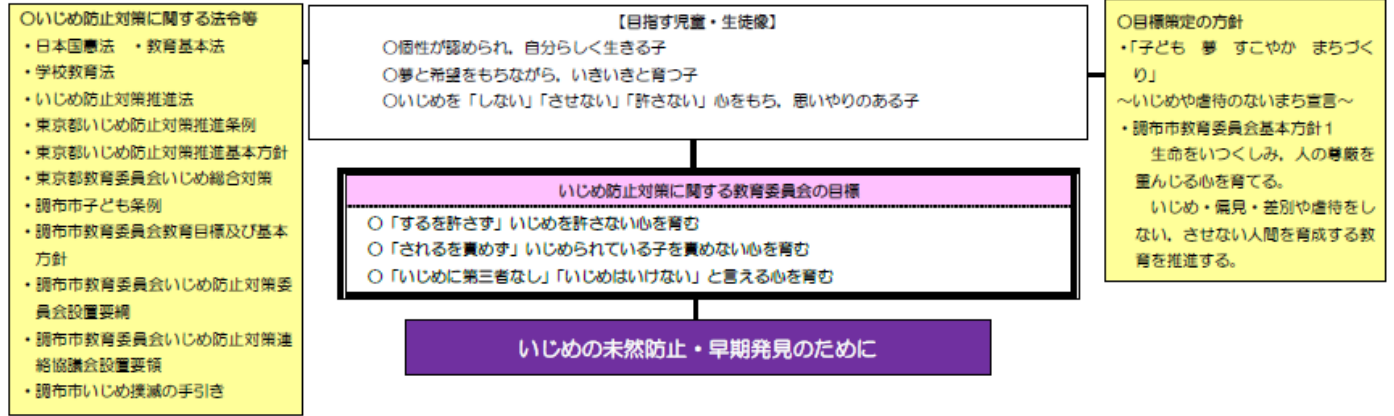 〇いじめ防止対策に関する法令等
・日本国憲法　・教育基本法
・学校教育法
・いじめ防止対策推進法
・東京都いじめ防止対策推進条例
・東京都いじめ防止対策推進基本方針
・東京都教育委員会いじめ総合対策
・調布市子ども条例
・調布市教育委員会教育目標及び基本
方針
・調布市教育委員会いじめ防止対策委
員会設置要綱
・調布市教育委員会いじめ防止対策連
絡協議会設置要領
・調布市いじめ撲滅の手引き
【目指す児童・生徒像】
〇個性が認められ，自分らしく生きる子
〇夢と希望をもちながら，いきいきと育つ子
〇いじめを「しない」「させない」「許さない」心をもち，思いやりのある子
いじめ防止対策に関する教育委員会の目標
〇「するを許さず」いじめを許さない心を育む
〇「されるを責めず」いじめられている子を責めない心を育む
〇「いじめに第三者なし」「いじめはいけない」と言える心を育む
いじめの未然防止・早期発見のために
〇目標策定の方針
・「子ども　夢　すこやか　まちづく
り」
～いじめや虐待のないまち宣言～
・調布市教育委員会基本方針１
生命をいつくしみ，人の尊厳を
重んじる心を育てる。
いじめ・偏見・差別や虐待をし
ない，させない人間を育成する教
育を推進する。